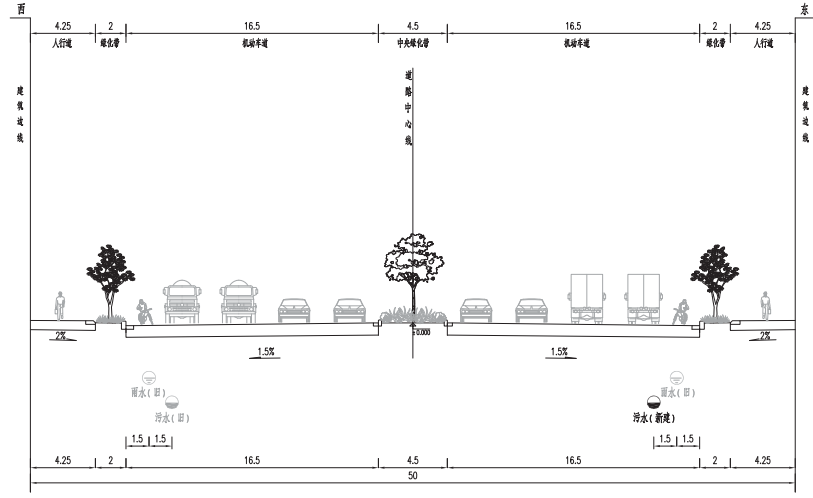 西
东
4.25 2 16.5 4.5 16.5 2 4.25
人行道 绿化带 机动车道 中央绿化带 机动车道 绿化带 人行道
建筑边线
道路中心线
建筑边线
±0.000
2%
1.5%
1.5%
2%
雨水(旧)
污水(旧)
雨水(旧)
污水(新建)
1.5 1.5
1.5 1.5
4.25 2 16.5 4.5 16.5 2 4.25
50